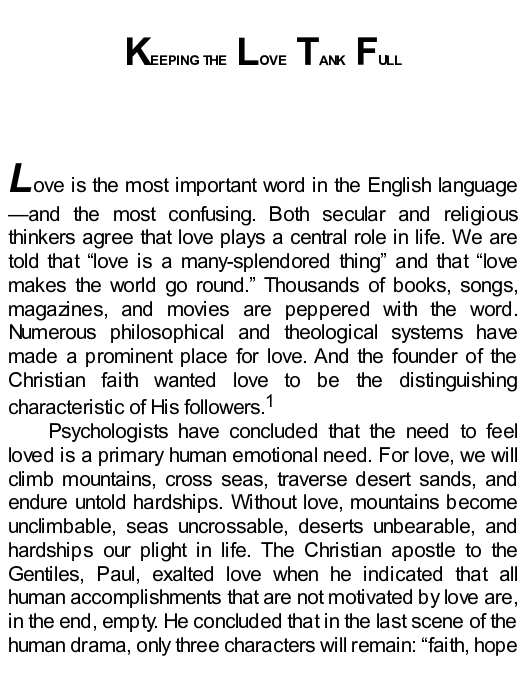 KEEPING THE LOVE TANK FULL
Love is the most important word in the English language
—and the most confusing. Both secular and religious
thinkers agree that love plays a central role in life. We are
told that “love is a many-splendored thing” and that “love
makes the world go round.” Thousands of books, songs,
magazines, and movies are peppered with the word.
Numerous philosophical and theological systems have
made a prominent place for love. And the founder of the
Christian faith wanted love to be the distinguishing
characteristic of His followers.1
Psychologists have concluded that the need to feel
loved is a primary human emotional need. For love, we will
climb mountains, cross seas, traverse desert sands, and
endure untold hardships. Without love, mountains become
unclimbable, seas uncrossable, deserts unbearable, and
hardships our plight in life. The Christian apostle to the
Gentiles, Paul, exalted love when he indicated that all
human accomplishments that are not motivated by love are,
in the end, empty. He concluded that in the last scene of the
human drama, only three characters will remain: “faith, hope